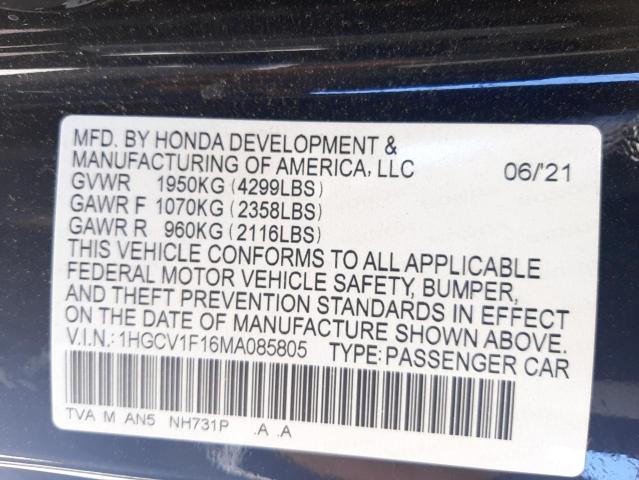 MFD. BY HONDA DEVELOPMENT &
MANUFACTURING OF AMERICA, LLC 06/'21
GVWR 1950KG (4299LBS)
GAWR F 1070KG (2358LBS)
GAWR R 960KG (2116LBS)
THIS VEHICLE CONFORMS TO ALL APPLICABLE
FEDERAL MOTOR VEHICLE SAFETY, BUMPER,
AND THEFT PREVENTION STANDARDS IN EFFECT
ON THE DATE OF MANUFACTURE SHOWN ABOVE.
V.I.N.: 1HGCV1F16MA085805 TYPE: PASSENGER CAR
TVA M AN5 NH731P .A .A